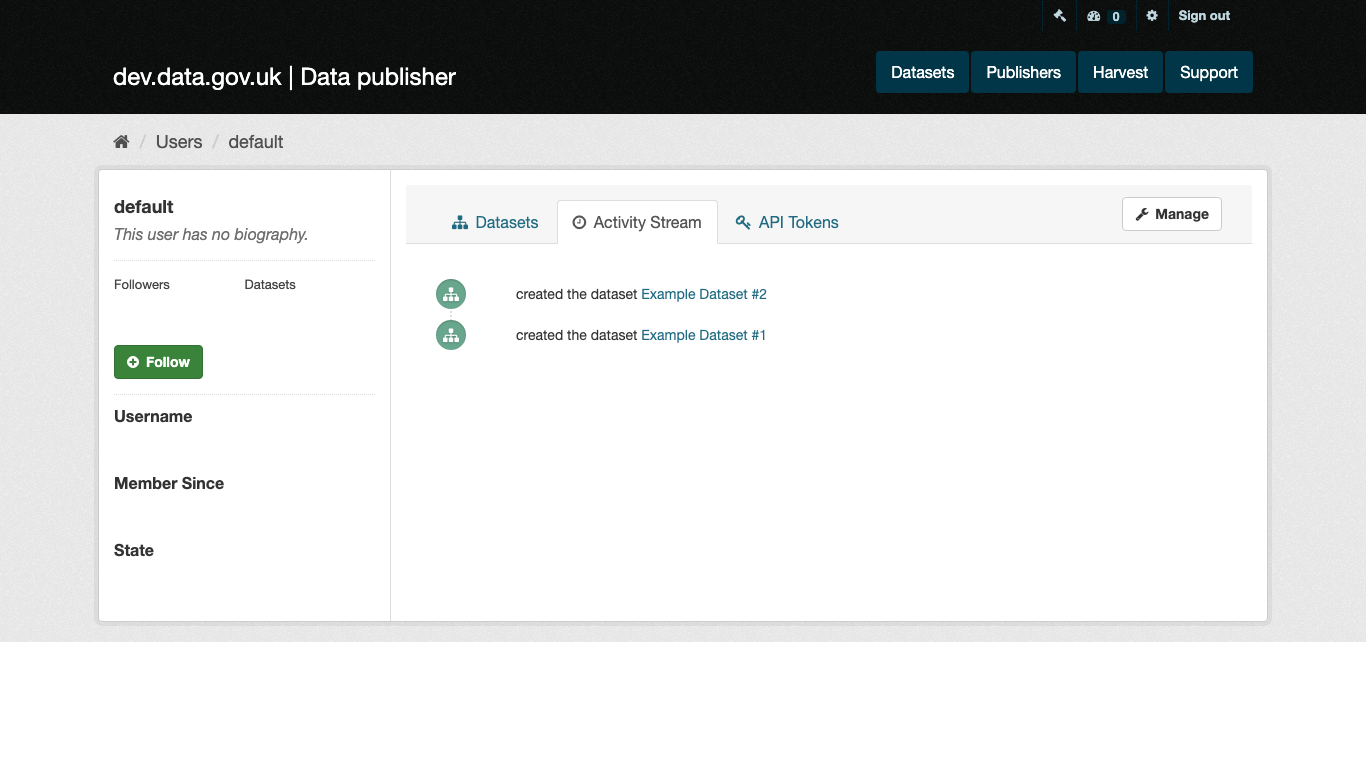 0
Sign out
dev.data.gov.uk | Data publisher
Datasets
Publishers
Harvest
Support
/ Users / default
default
This user has no biography.
Followers
Datasets
Follow
Username
Member Since
State
Datasets
Activity Stream
API Tokens
Manage
created the dataset Example Dataset #2
created the dataset Example Dataset #1